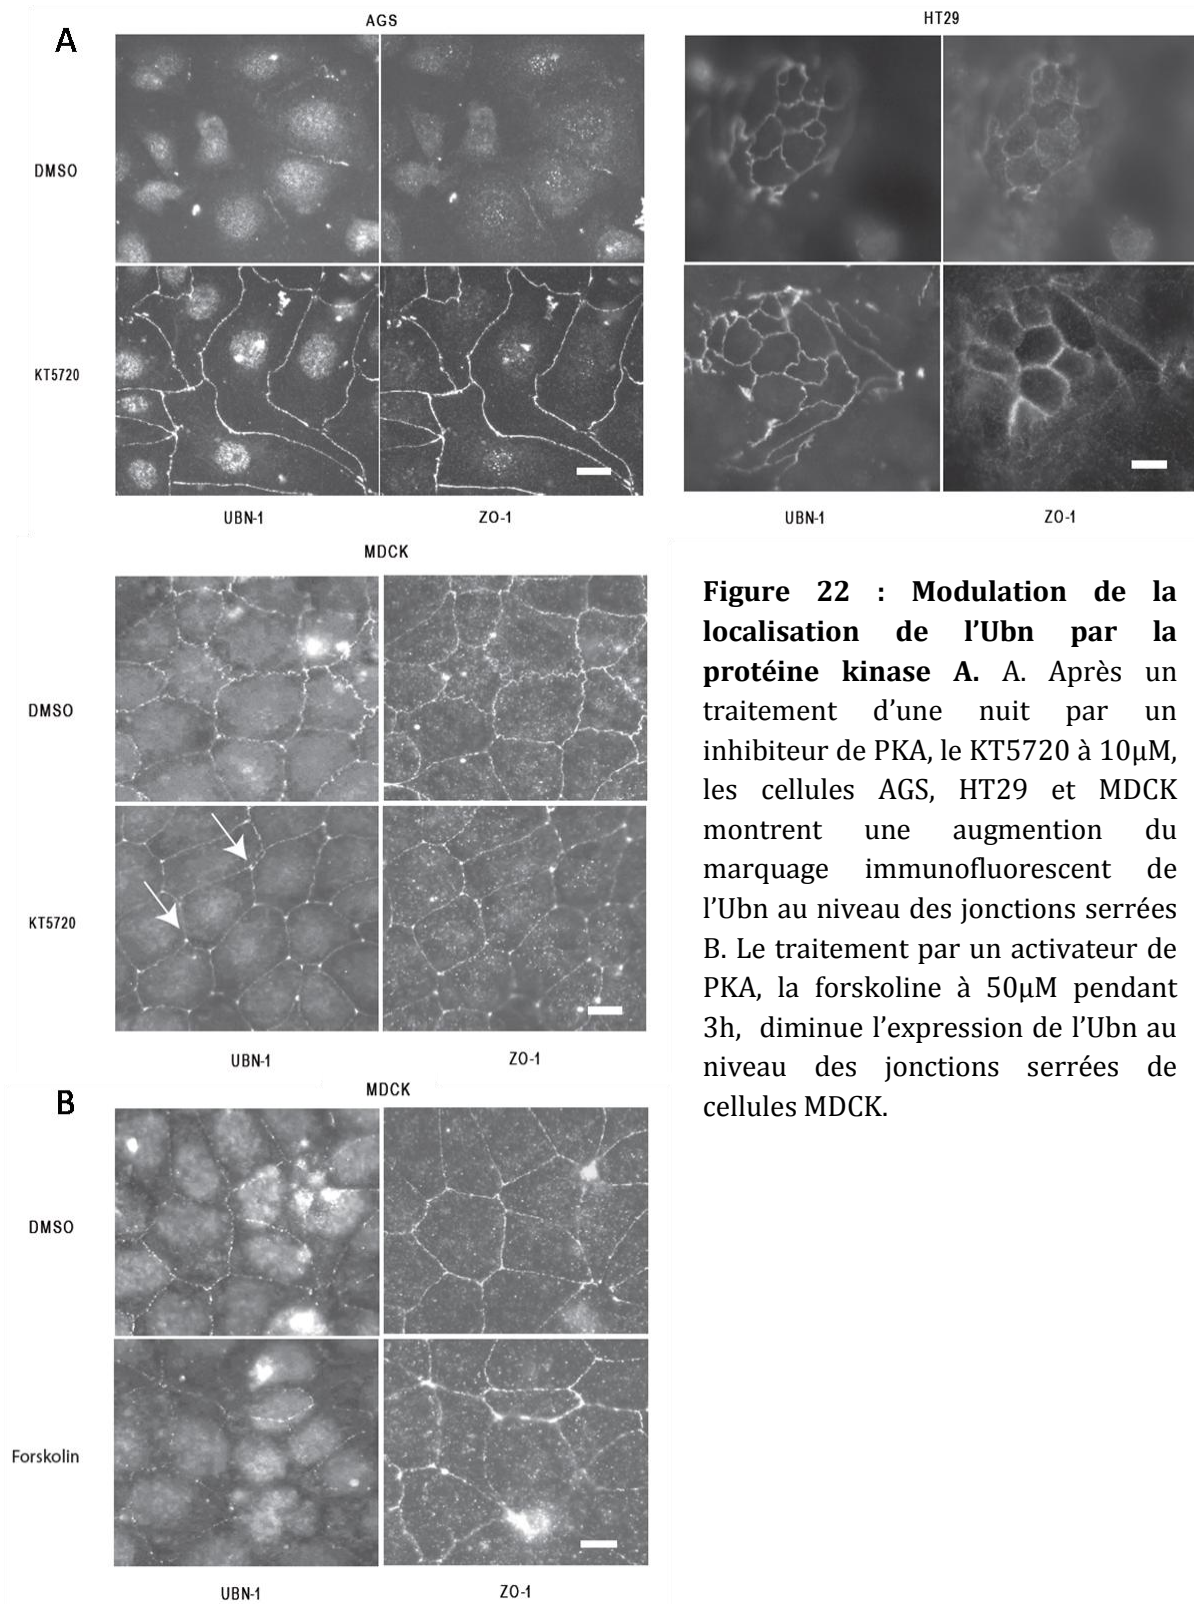 A
AGS
HT29
DMSO
KT5720
UBN-1
ZO-1
UBN-1
ZO-1
MDCK
DMSO
KT5720
UBN-1
ZO-1
Figure 22 : Modulation de la
localisation de l’Ubn par la
protéine kinase A. A. Après un
traitement d’une nuit par un
inhibiteur de PKA, le KT5720 à 10µM,
les cellules AGS, HT29 et MDCK
montrent une augmention du
marquage immunofluorescent de
l’Ubn au niveau des jonctions serrées
B. Le traitement par un activateur de
PKA, la forskoline à 50µM pendant
3h, diminue l’expression de l’Ubn au
niveau des jonctions serrées de
cellules MDCK.
B
MDCK
DMSO
Forskolin
UBN-1
ZO-1